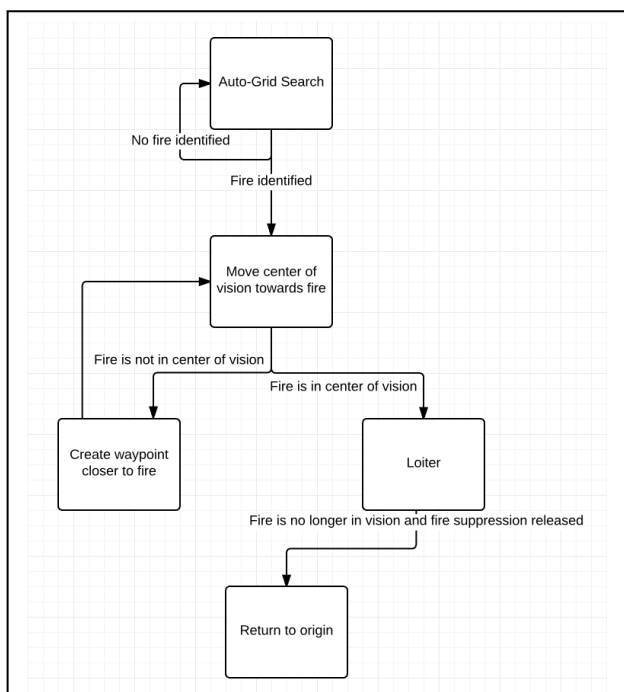 Auto-Grid Search
No fire identified
Fire identified
Move center of
vision towards fire
Fire is not in center of vision
Fire is in center of vision
Create waypoint
closer to fire
Loiter
Fire is no longer in vision and fire suppression released
Return to origin